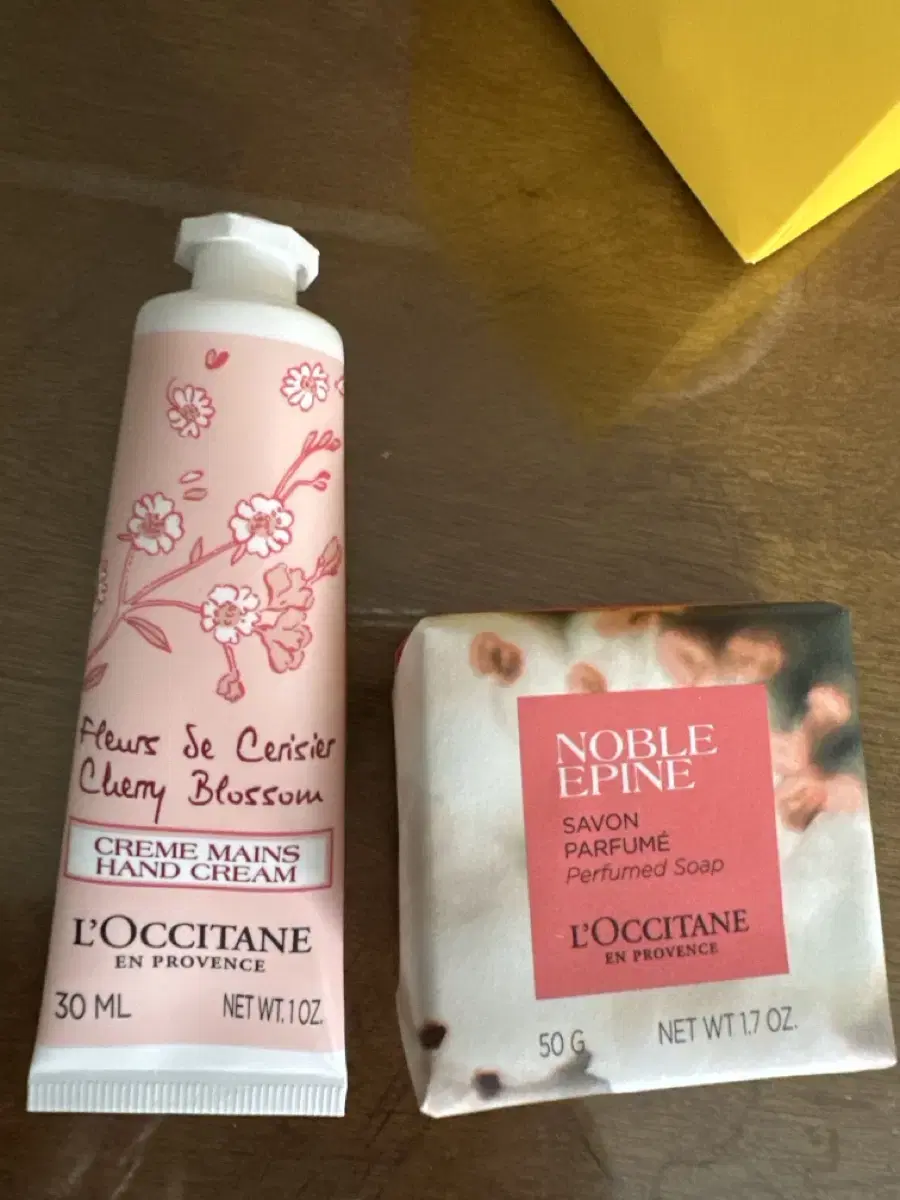 Fleurs de Cerisier
Cherry Blossom
CREME MAINS
HAND CREAM
L'OCCITANE
EN PROVENCE
30 ML NET WT. 1 OZ.
NOBLE
EPINE
SAVON
PARFUMÉ
Perfumed Soap
L'OCCITANE
EN PROVENCE
50 G NET WT 1.7 OZ.